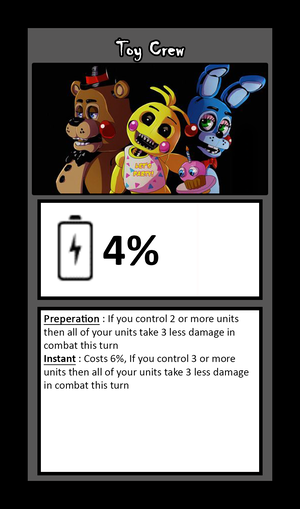 Toy Crew
LET'S
PARTY!
4%
Preperation : If you control 2 or more units
then all of your units take 3 less damage in
combat this turn
Instant : Costs 6%, If you control 3 or more
units then all of your units take 3 less damage
in combat this turn